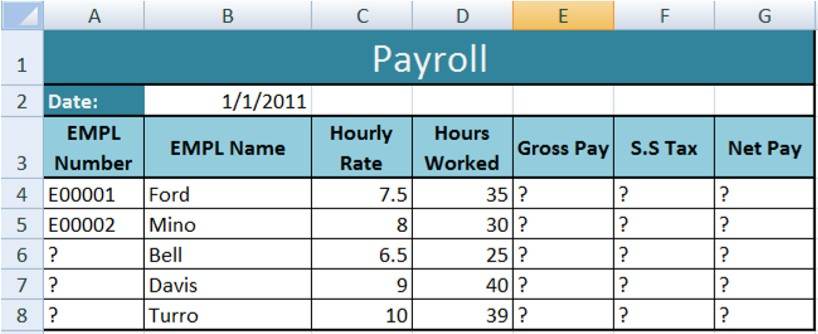 A B C D E F G
1 Payroll
2 Date: 1/1/2011
3 EMPL Number EMPL Name Hourly Rate Hours Worked Gross Pay S.S Tax Net Pay
4 E00001 Ford 7.5 35 ? ? ?
5 E00002 Mino 8 30 ? ? ?
6 ? Bell 6.5 25 ? ? ?
7 ? Davis 9 40 ? ? ?
8 ? Turro 10 39 ? ? ?